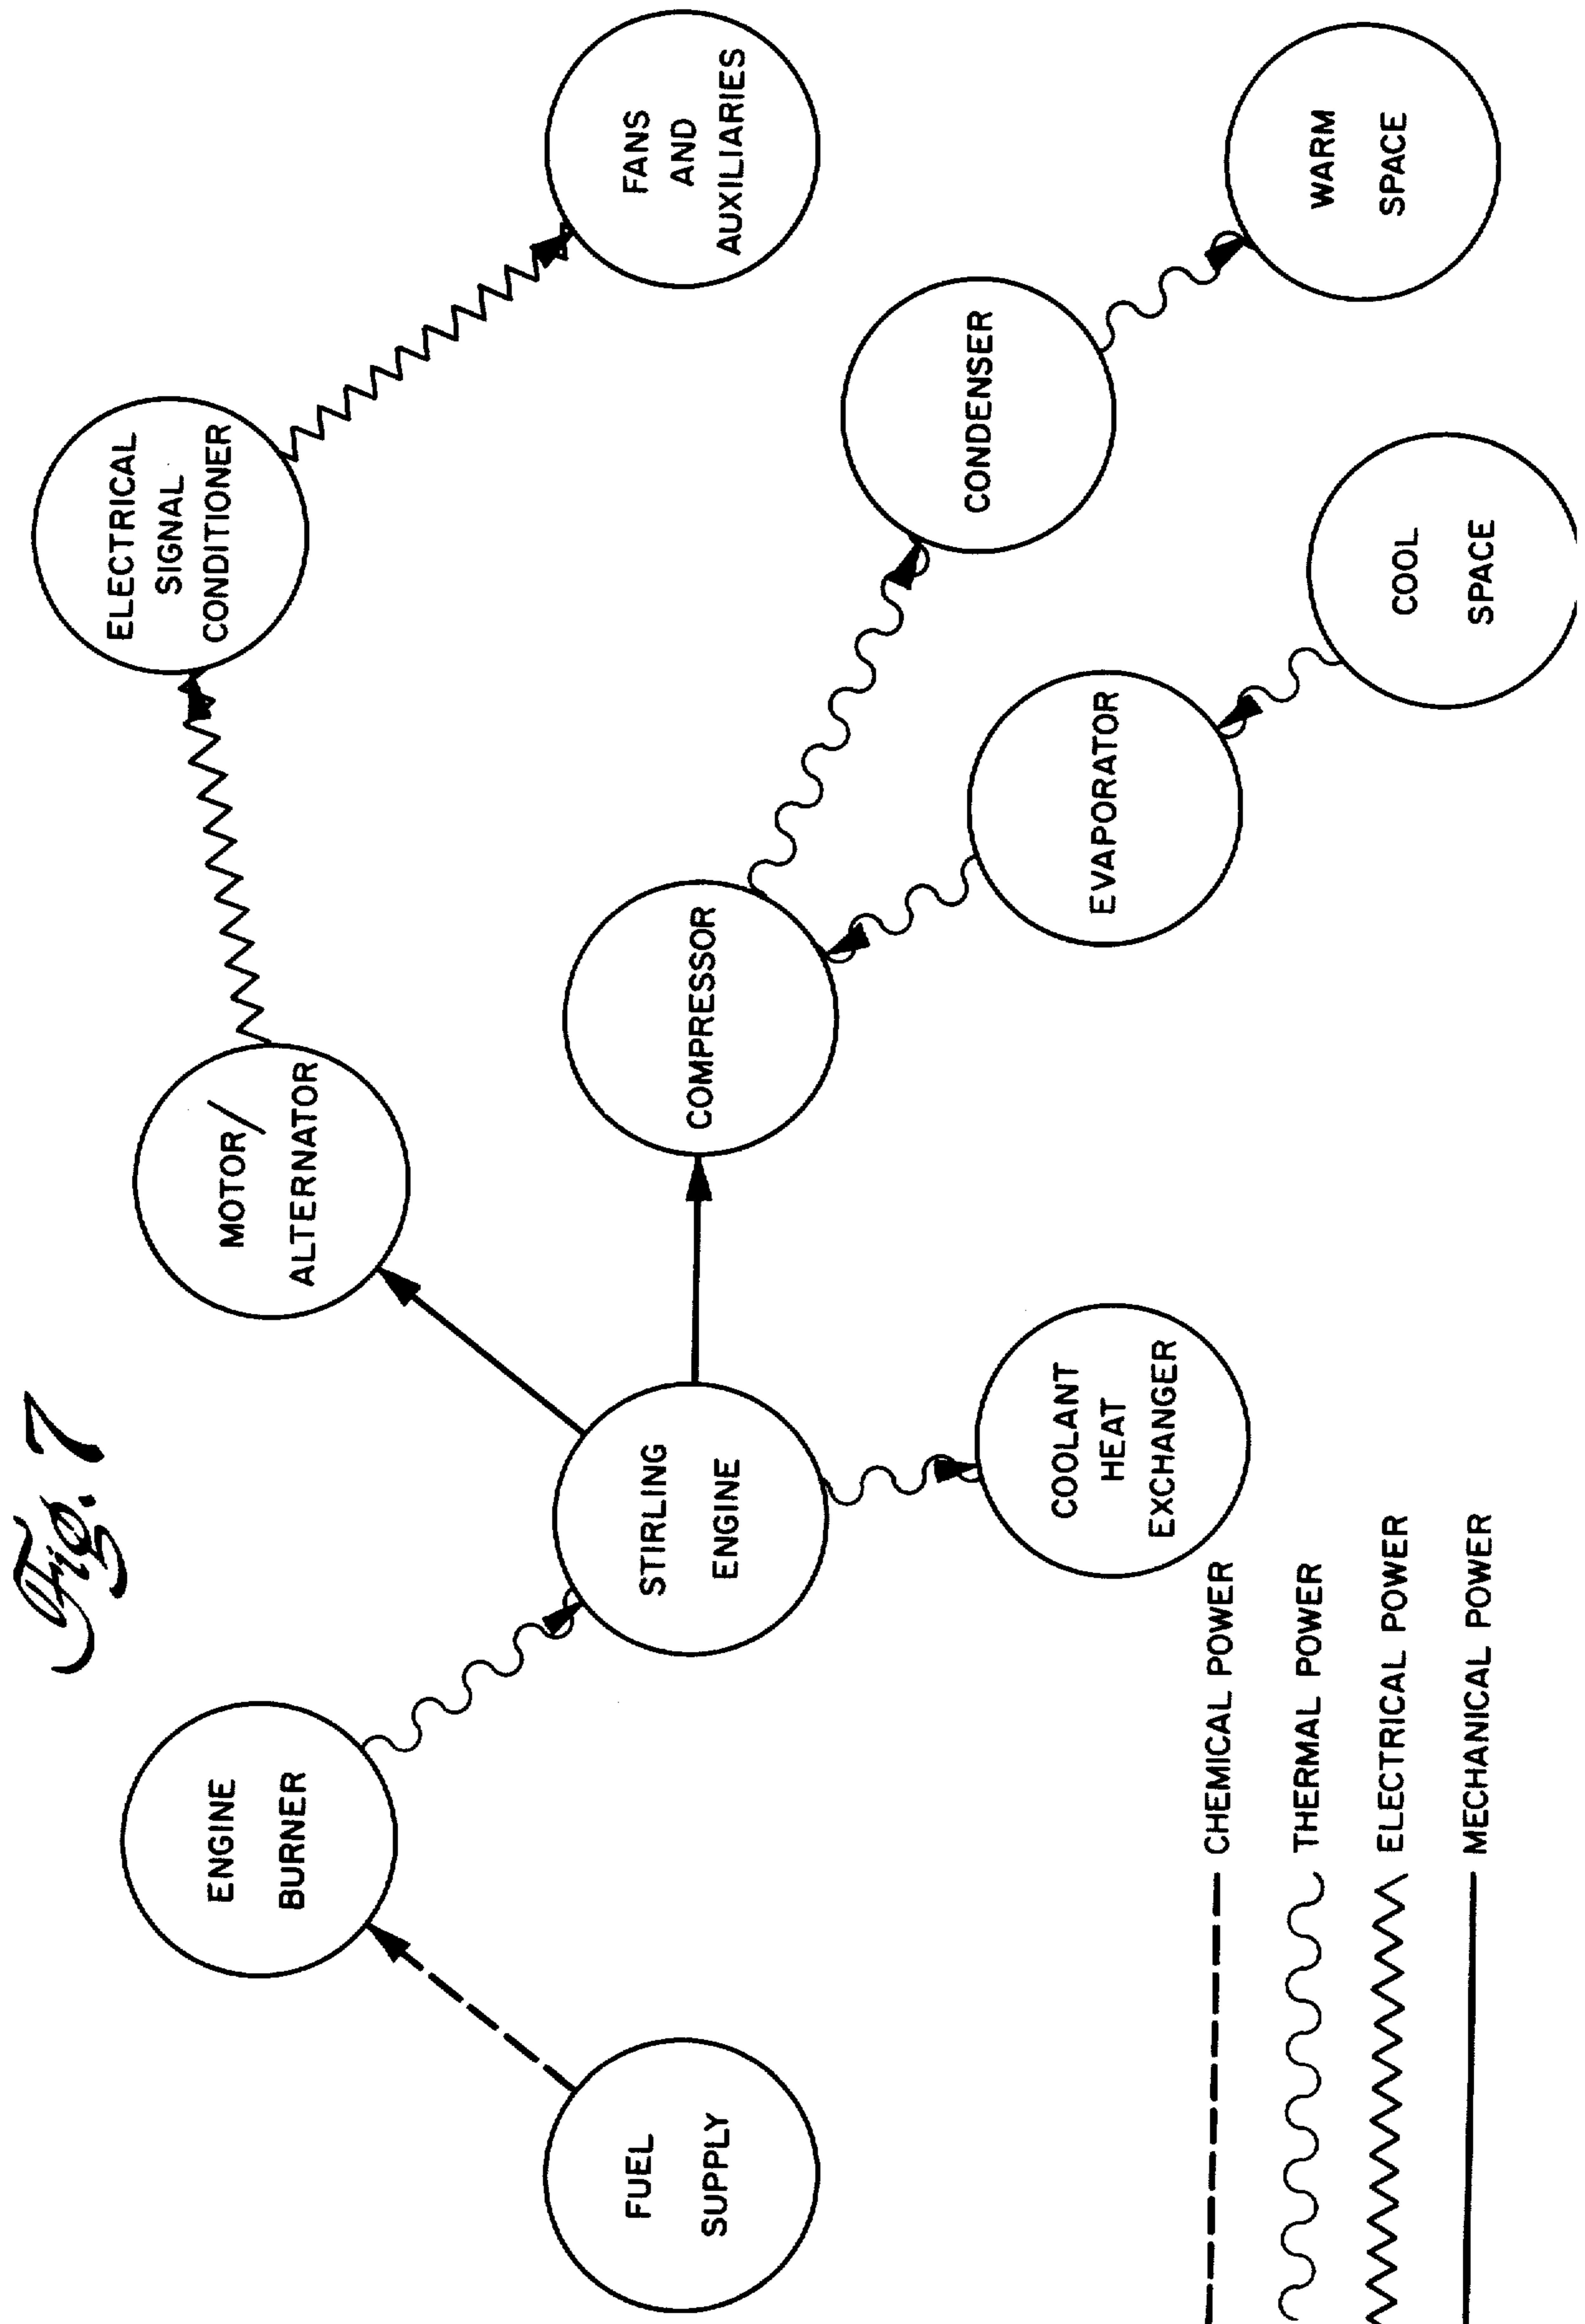 Fig. 7
ELECTRICAL
SIGNAL
CONDITIONER
MOTOR/
ALTERNATOR
ENGINE
BURNER
FANS
AND
AUXILIARIES
COMPRESSOR
STIRLING
ENGINE
FUEL
SUPPLY
CONDENSER
EVAPORATOR
COOLANT
HEAT
EXCHANGER
WARM
SPACE
COOL
SPACE
CHEMICAL POWER
THERMAL POWER
ELECTRICAL POWER
MECHANICAL POWER